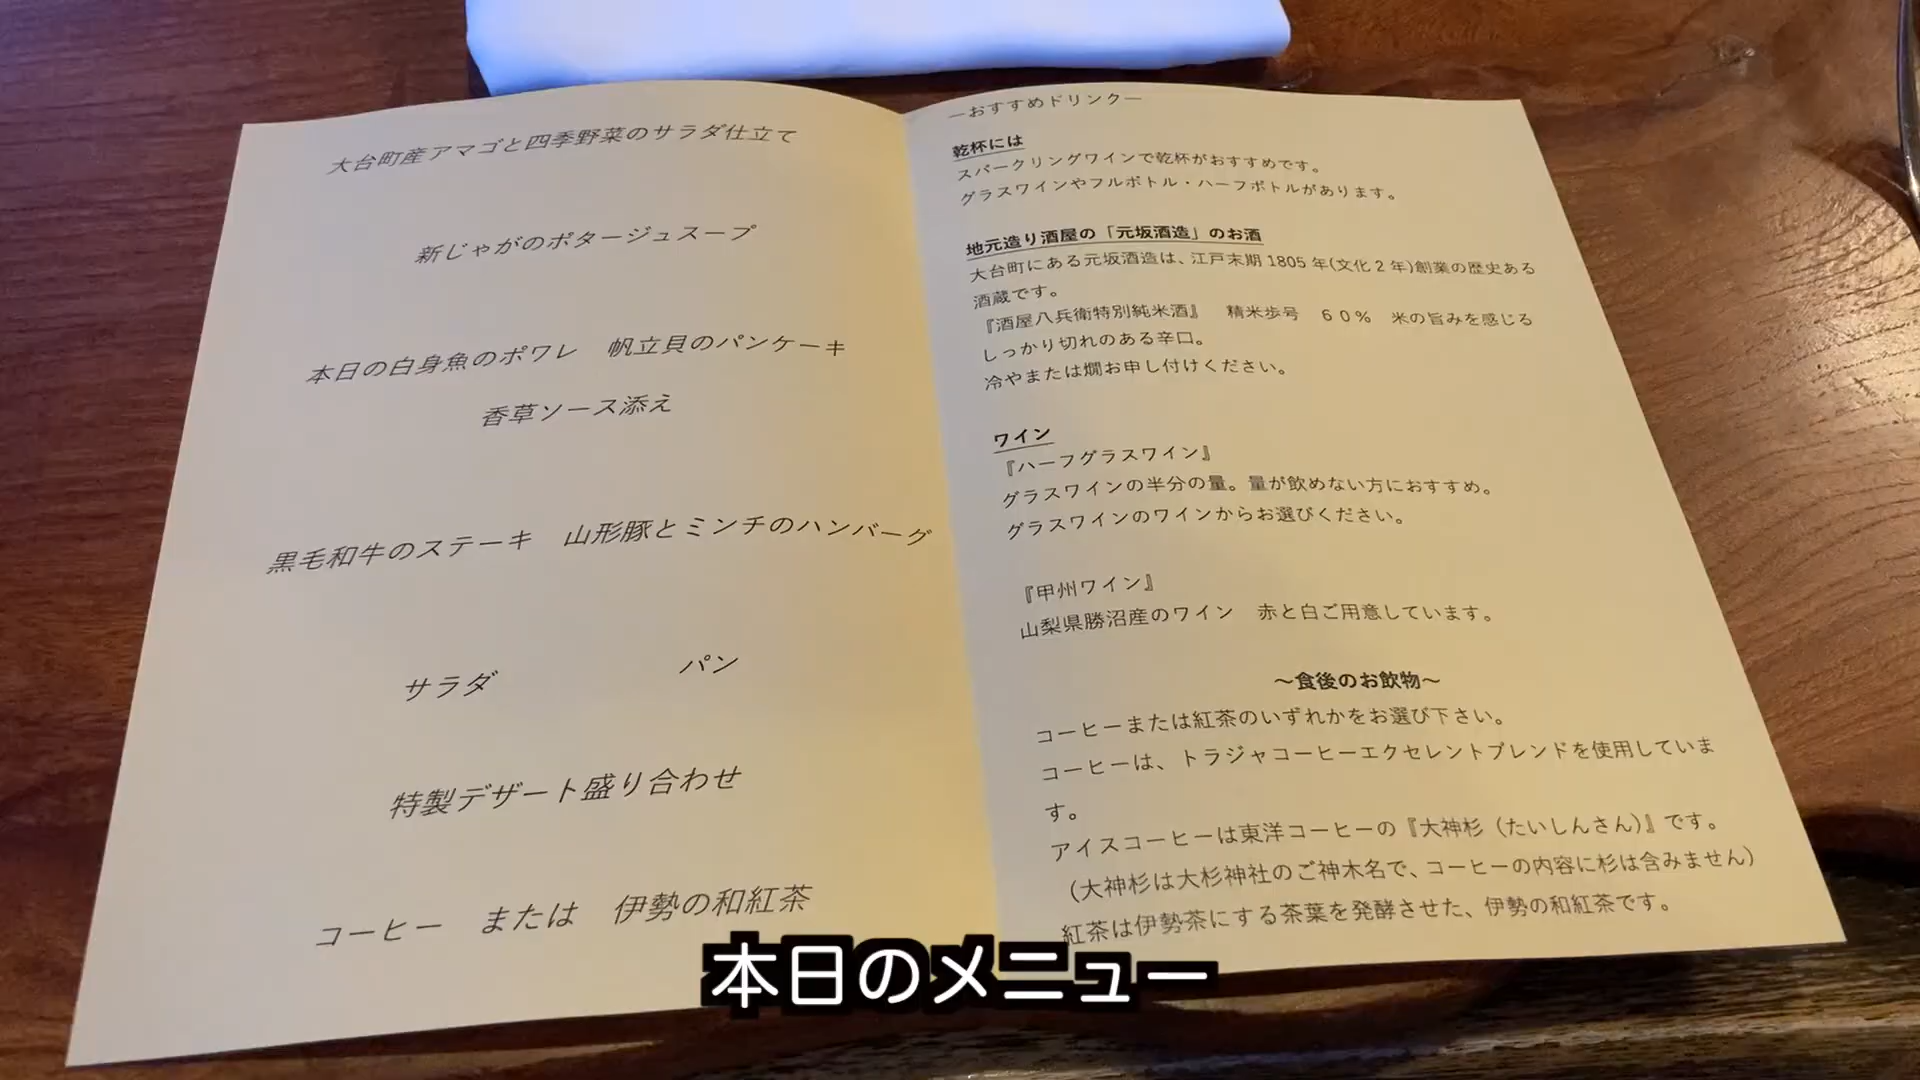 大台町産アマゴと四季野菜のサラダ仕立て
新じゃがのポタージュスープ
本日の白身魚のポワレ　帆立貝のパンケーキ
香草ソース添え
黒毛和牛のステーキ　山形豚とミンチのハンバーグ
サラダ　パン
特製デザート盛り合わせ
コーヒー　または　伊勢の和紅茶
―おすすめドリンク―
乾杯には
スパークリングワインで乾杯がおすすめです。
グラスワインやフルボトル・ハーフボトルがあります。
地元造り酒屋の「元坂酒造」のお酒
大台町にある元坂酒造は、江戸末期1805年(文化2年)創業の歴史ある
酒蔵です。
『酒屋八兵衛特別純米酒』　精米歩号　60%　米の旨みを感じる
しっかり切れのある辛口。
冷やまたは燗お申し付けください。
ワイン
『ハーフグラスワイン』
グラスワインの半分の量。量が飲めない方におすすめ。
グラスワインのワインからお選びください。
『甲州ワイン』
山梨県勝沼産のワイン　赤と白ご用意しています。
～食後のお飲物～
コーヒーまたは紅茶のいずれかをお選び下さい。
コーヒーは、トラジャコーヒーエクセレントブレンドを使用していま
す。
アイスコーヒーは東洋コーヒーの『大神杉（たいしんさん）』です。
（大神杉は大杉神社のご神木名で、コーヒーの内容に杉は含みません）
紅茶は伊勢茶にする茶葉を発酵させた、伊勢の和紅茶です。
本日のメニュー